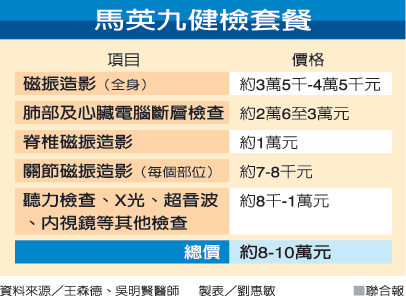 馬英九健檢套餐
項目 價格
磁振造影（全身） 約3萬5千-4萬5千元
肺部及心臟電腦斷層檢查 約2萬6至3萬元
脊椎磁振造影 約1萬元
關節磁振造影（每個部位） 約7-8千元
聽力檢查、X光、超音波
、內視鏡等其他檢查 約8千-1萬元
總價 約8-10萬元
資料來源／王森德、吳明賢醫師 製表／劉惠敏 ■聯合報